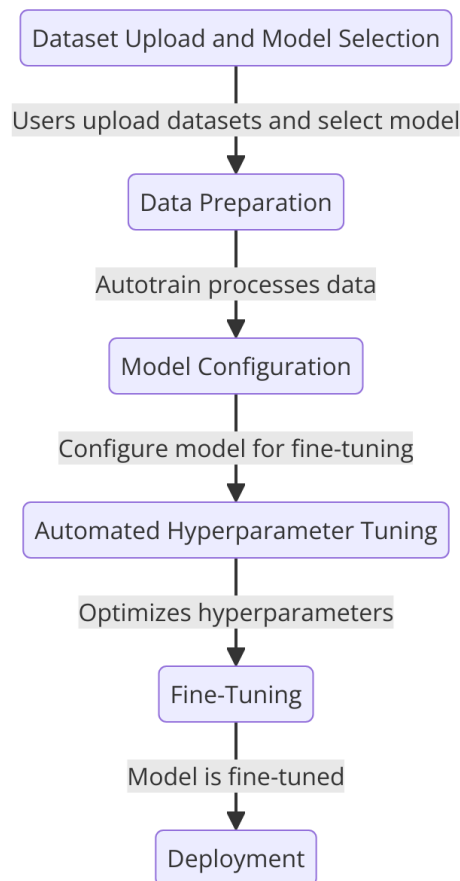 Dataset Upload and Model Selection
Users upload datasets and select model
Data Preparation
Autotrain processes data
Model Configuration
Configure model for fine-tuning
Automated Hyperparameter Tuning
Optimizes hyperparameters
Fine-Tuning
Model is fine-tuned
Deployment